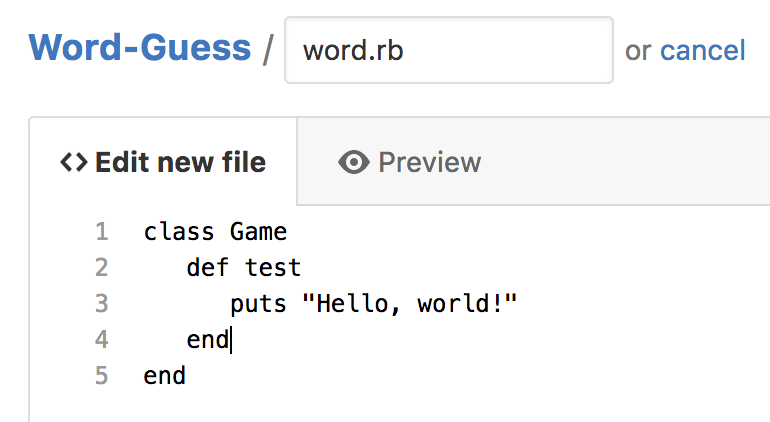 Word-Guess / word.rb or cancel
<> Edit new file Preview
1 class Game
2 def test
3 puts "Hello, world!"
4 end
5 end